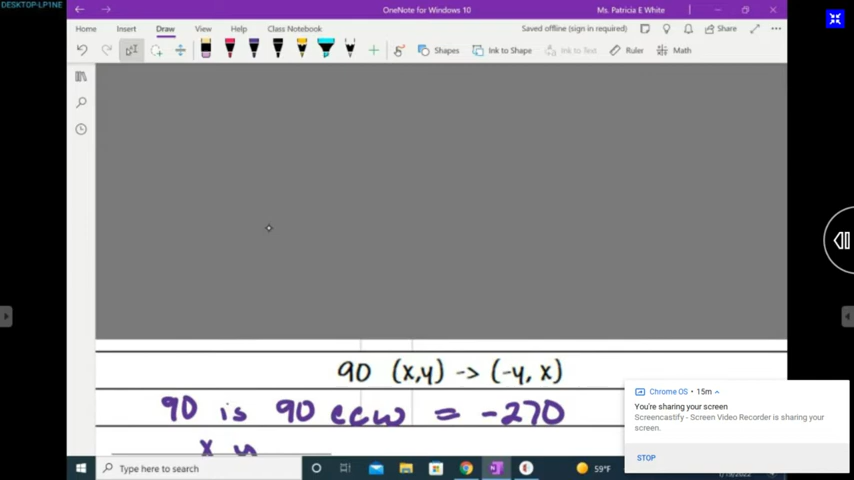 DESKTOP-LP1NE
OneNote for Windows 10
Ms. Patricia E White
Home Insert Draw View Help Class Notebook
Saved offline (sign in required)
Share
Shapes
Ink to Shape
Ink to Text
Ruler
Math
90 (x,y) -> (-y, x)
90 is 90 ccw = -270
x y
Chrome OS • 15m
You're sharing your screen
Screencastify - Screen Video Recorder is sharing your screen.
STOP
Type here to search
59°F